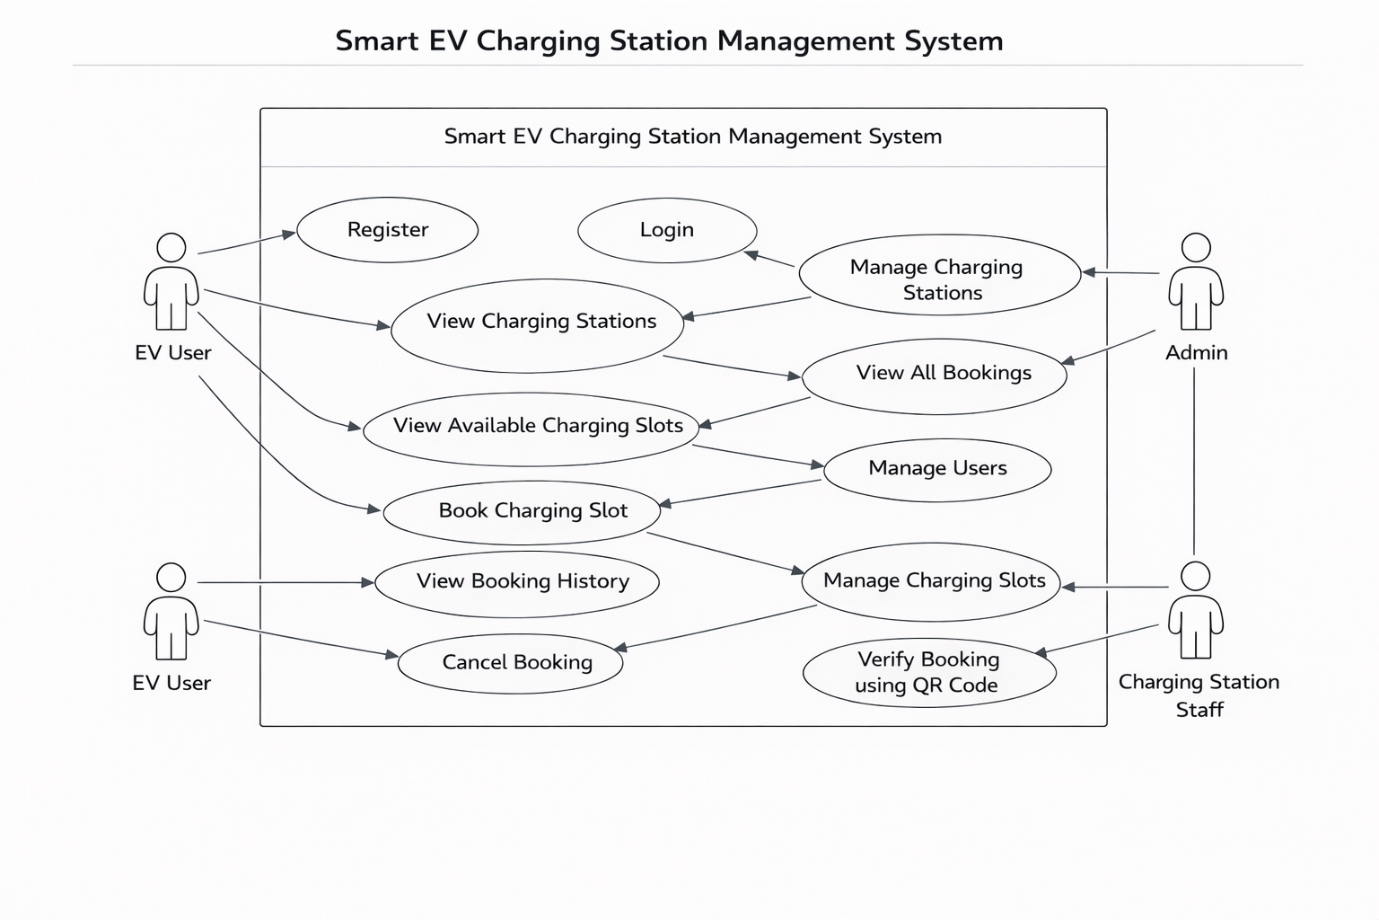 Smart EV Charging Station Management System
Smart EV Charging Station Management System
Register
Login
Manage Charging
Stations
View Charging Stations
EV User
Admin
View All Bookings
View Available Charging Slots
Manage Users
Book Charging Slot
View Booking History
Manage Charging Slots
Cancel Booking
Verify Booking
using QR Code
EV User
Charging Station
Staff